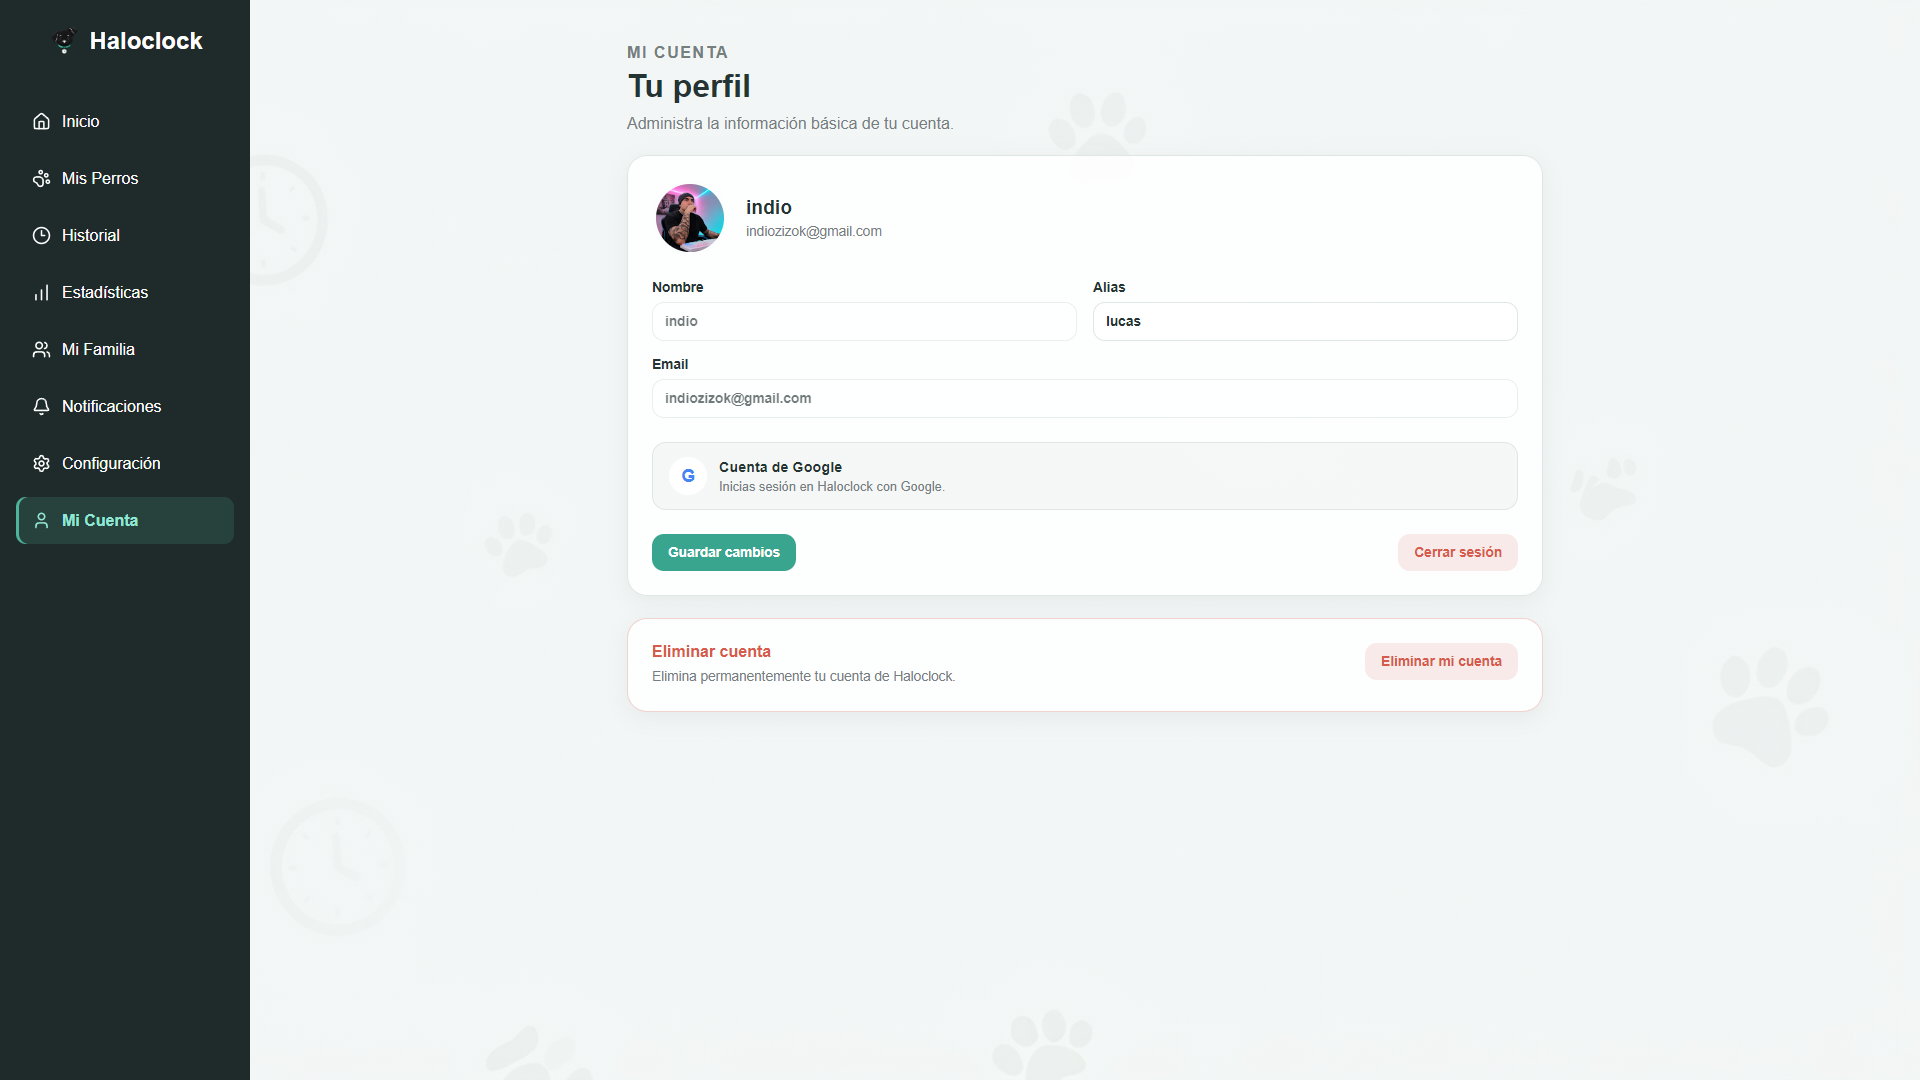 Haloclock
Inicio
Mis Perros
Historial
Estadísticas
Mi Familia
Notificaciones
Configuración
Mi Cuenta
MI CUENTA
Tu perfil
Administra la información básica de tu cuenta.
indio
indiozizok@gmail.com
Nombre
Alias
indio
lucas
Email
indiozizok@gmail.com
G
Cuenta de Google
Inicias sesión en Haloclock con Google.
Guardar cambios
Cerrar sesión
Eliminar cuenta
Elimina permanentemente tu cuenta de Haloclock.
Eliminar mi cuenta